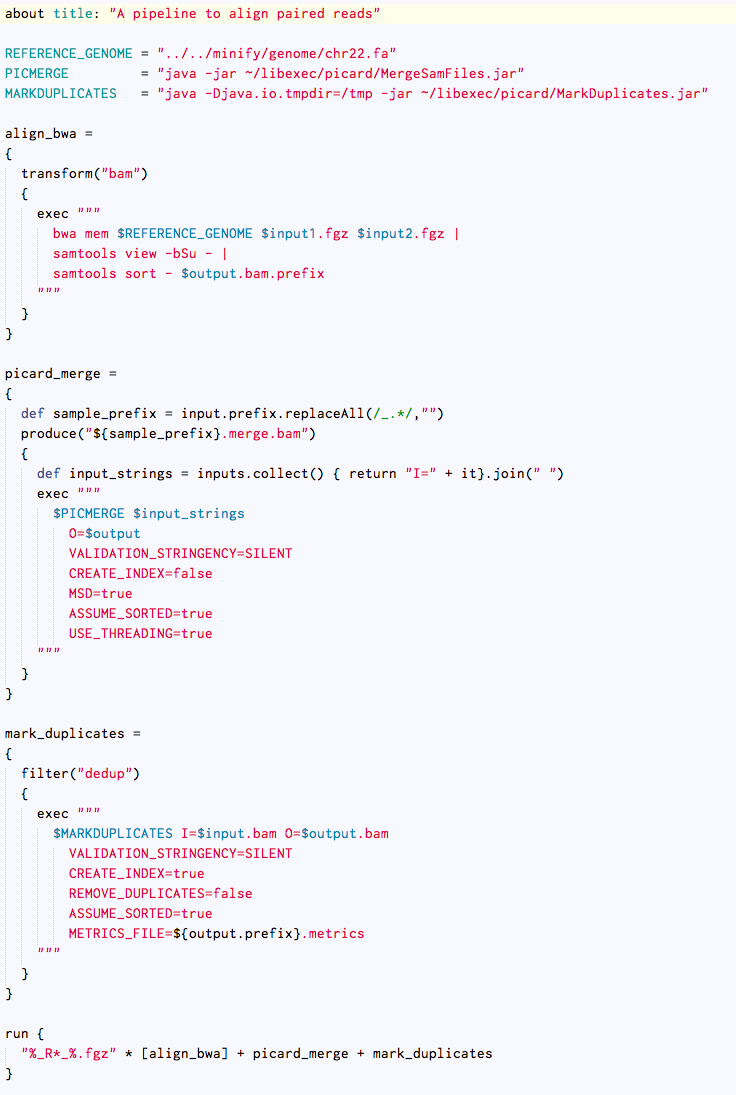 about title: "A pipeline to align paired reads"

REFERENCE_GENOME = "../../minify/genome/chr22.fa"
PICMERGE         = "java -jar ~/libexec/picard/MergeSamFiles.jar"
MARKDUPLICATES   = "java -Djava.io.tmpdir=/tmp -jar ~/libexec/picard/MarkDuplicates.jar"

align_bwa =
{
  transform("bam")
  {
    exec """
      bwa mem $REFERENCE_GENOME $input1.fgz $input2.fgz |
      samtools view -bSu - |
      samtools sort - $output.bam.prefix
    """
  }
}

picard_merge =
{
  def sample_prefix = input.prefix.replaceAll(/_.*/,"")
  produce("${sample_prefix}.merge.bam")
  {
    def input_strings = inputs.collect() { return "I=" + it}.join(" ")
    exec """
      $PICMERGE $input_strings
        O=$output
        VALIDATION_STRINGENCY=SILENT
        CREATE_INDEX=false
        MSD=true
        ASSUME_SORTED=true
        USE_THREADING=true
    """
  }
}

mark_duplicates =
{
  filter("dedup")
  {
    exec """
      $MARKDUPLICATES I=$input.bam O=$output.bam
        VALIDATION_STRINGENCY=SILENT
        CREATE_INDEX=true
        REMOVE_DUPLICATES=false
        ASSUME_SORTED=true
        METRICS_FILE=${output.prefix}.metrics
    """
  }
}

run {
  "%_R*_%.fgz" * [align_bwa] + picard_merge + mark_duplicates
}